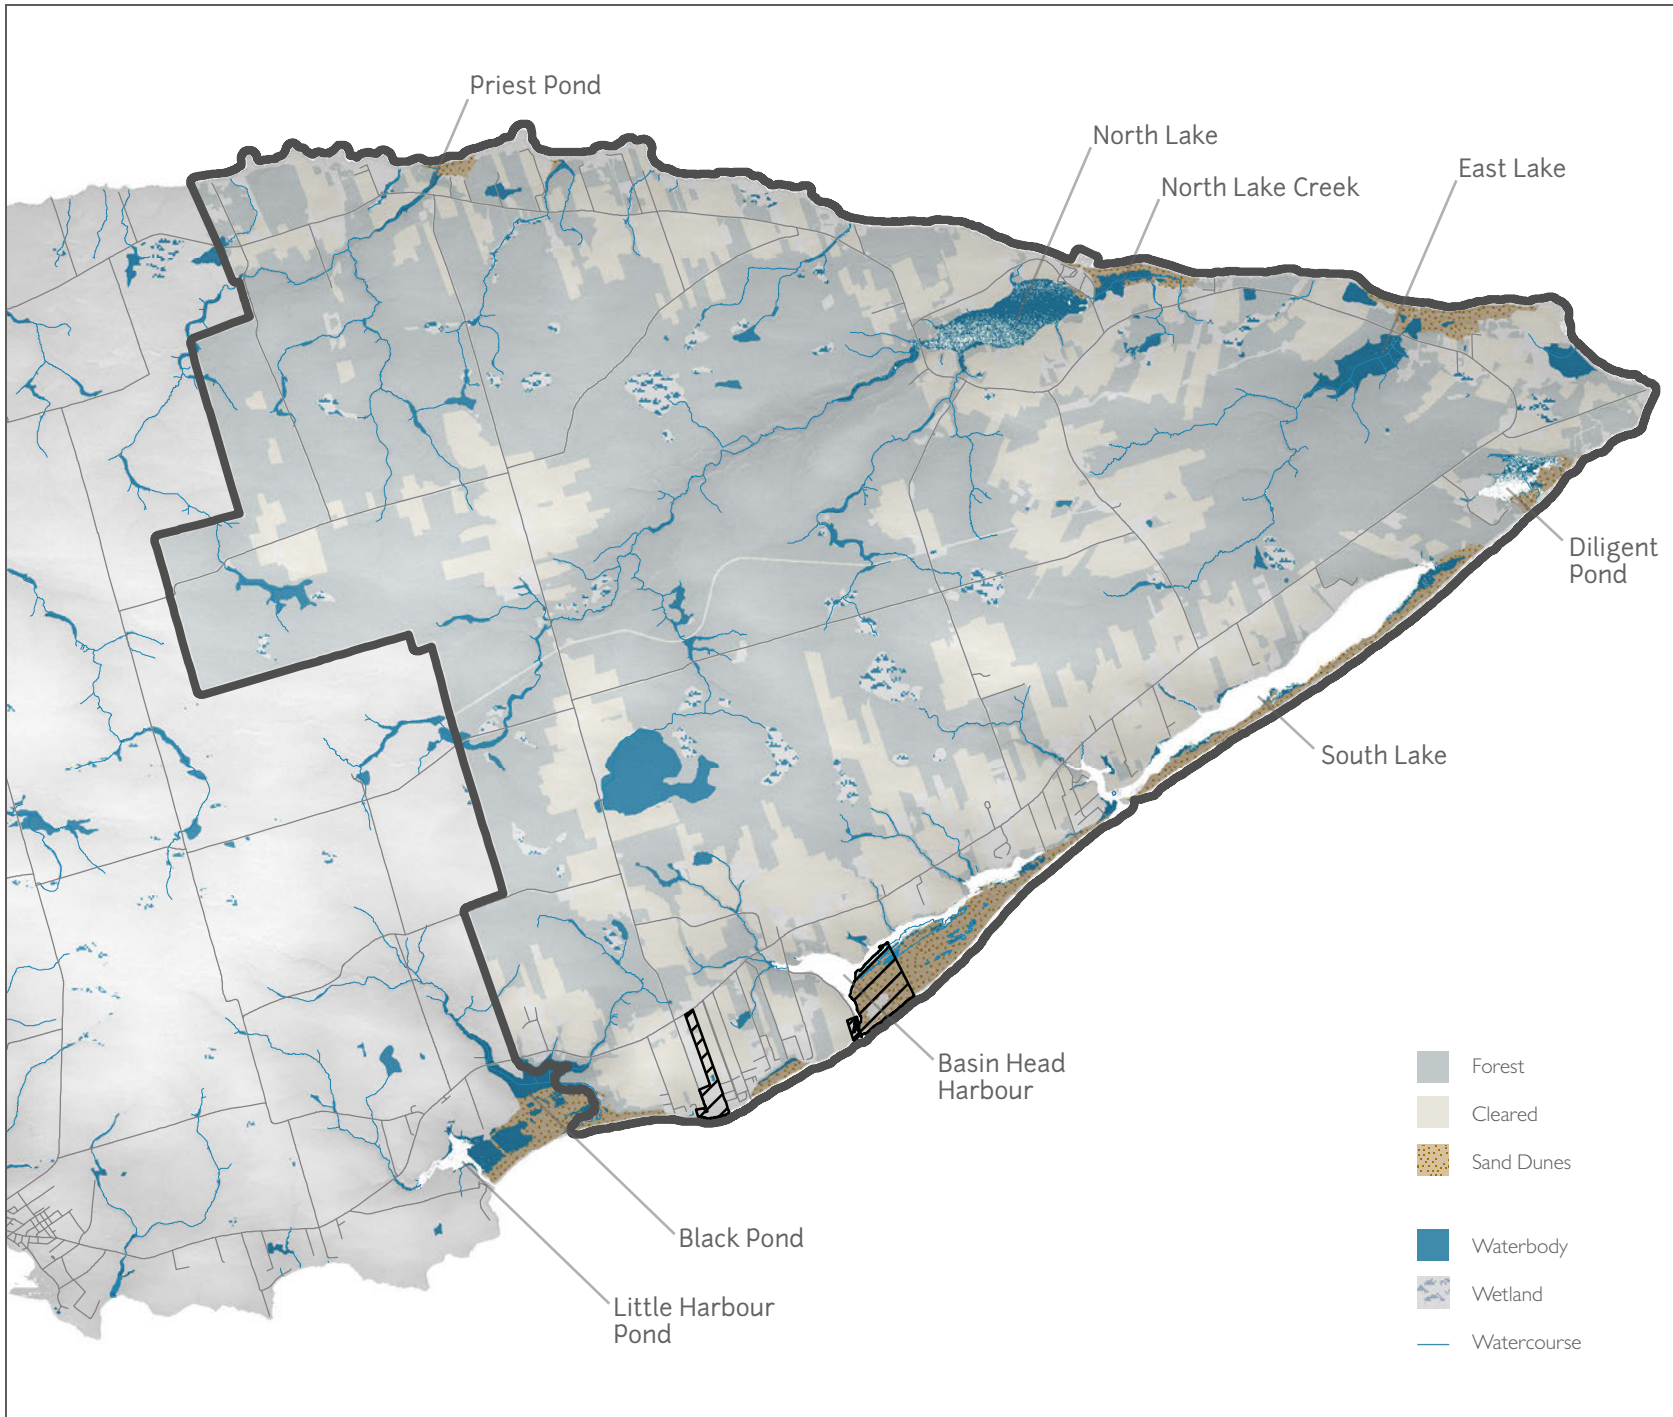 Priest Pond
North Lake
North Lake Creek
East Lake
Diligent
Pond
South Lake
Basin Head
Harbour
Black Pond
Little Harbour
Pond
Forest
Cleared
Sand Dunes
Waterbody
Wetland
Watercourse